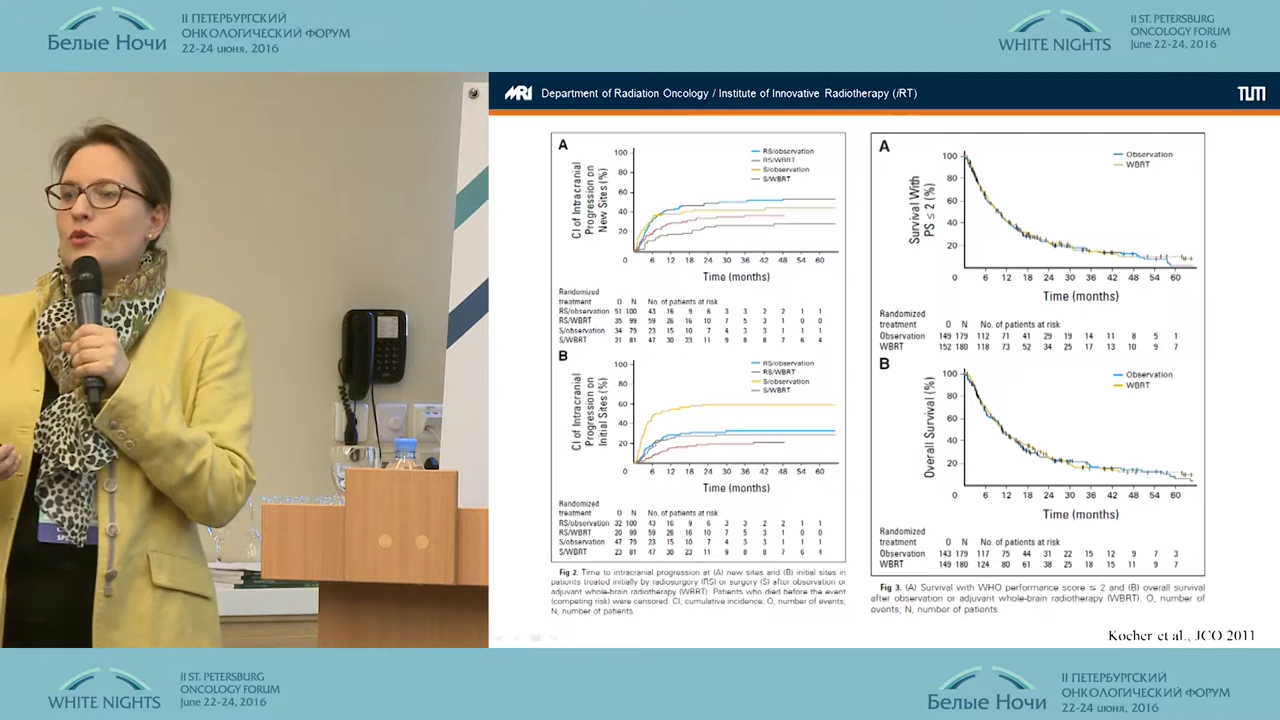 Белые Ночи
II ПЕТЕРБУРГСКИЙ
ОНКОЛОГИЧЕСКИЙ ФОРУМ
22-24 июня, 2016
WHITE NIGHTS
II ST. PETERSBURG
ONCOLOGY FORUM
June 22-24, 2016
MRI Department of Radiation Oncology / Institute of Innovative Radiotherapy (iRT) TUM
A
CI of Intracranial
Progression on
New Sites (%)
100
80
60
40
20
0 6 12 18 24 30 36 42 48 54 60
Time (months)
RS/observation
RS/WBRT
S/observation
S/WBRT
Randomized
treatment O N No. of patients at risk
RS/observation 51 100 43 16 9 6 3 3 2 2 1 1
RS/WBRT 35 99 59 26 16 10 7 5 3 1 0 0
S/observation 34 79 23 15 10 7 4 3 3 1 1 1
S/WBRT 21 81 47 30 23 11 9 8 8 7 6 4
B
CI of Intracranial
Progression on
Initial Sites (%)
100
80
60
40
20
0 6 12 18 24 30 36 42 48 54 60
Time (months)
RS/observation
RS/WBRT
S/observation
S/WBRT
Randomized
treatment O N No. of patients at risk
RS/observation 32 100 43 16 9 6 3 3 2 2 1 1
RS/WBRT 20 99 59 26 16 10 7 5 3 1 0 0
S/observation 47 79 23 15 10 7 4 3 3 1 1 1
S/WBRT 23 81 47 30 23 11 9 8 8 7 6 4
Fig 2. Time to intracranial progression at (A) new sites and (B) initial sites in
patients treated initially by radiosurgery (RS) or surgery (S) after observation or
adjuvant whole-brain radiotherapy (WBRT). Patients who died before the event
(competing risk) were censored. CI, cumulative incidence; O, number of events;
N, number of patients.
A
Survival With
PS ≤ 2 (%)
100
80
60
40
20
0 6 12 18 24 30 36 42 48 54 60
Time (months)
Observation
WBRT
Randomized
treatment O N No. of patients at risk
Observation 149 179 112 71 41 29 19 14 11 8 5 1
WBRT 152 180 118 73 52 34 25 17 13 10 9 7
B
Overall Survival (%)
100
80
60
40
20
0 6 12 18 24 30 36 42 48 54 60
Time (months)
Observation
WBRT
Randomized
treatment O N No. of patients at risk
Observation 143 179 117 75 44 31 22 15 12 9 7 3
WBRT 149 180 124 80 61 38 25 18 15 11 9 7
Fig 3. (A) Survival with WHO performance score ≤ 2 and (B) overall survival
after observation or adjuvant whole-brain radiotherapy (WBRT). O, number of
events; N, number of patients.
Kocher et al., JCO 2011
WHITE NIGHTS
II ST. PETERSBURG
ONCOLOGY FORUM
June 22-24, 2016
Белые Ночи
II ПЕТЕРБУРГСКИЙ
ОНКОЛОГИЧЕСКИЙ ФОРУМ
22-24 июня, 2016